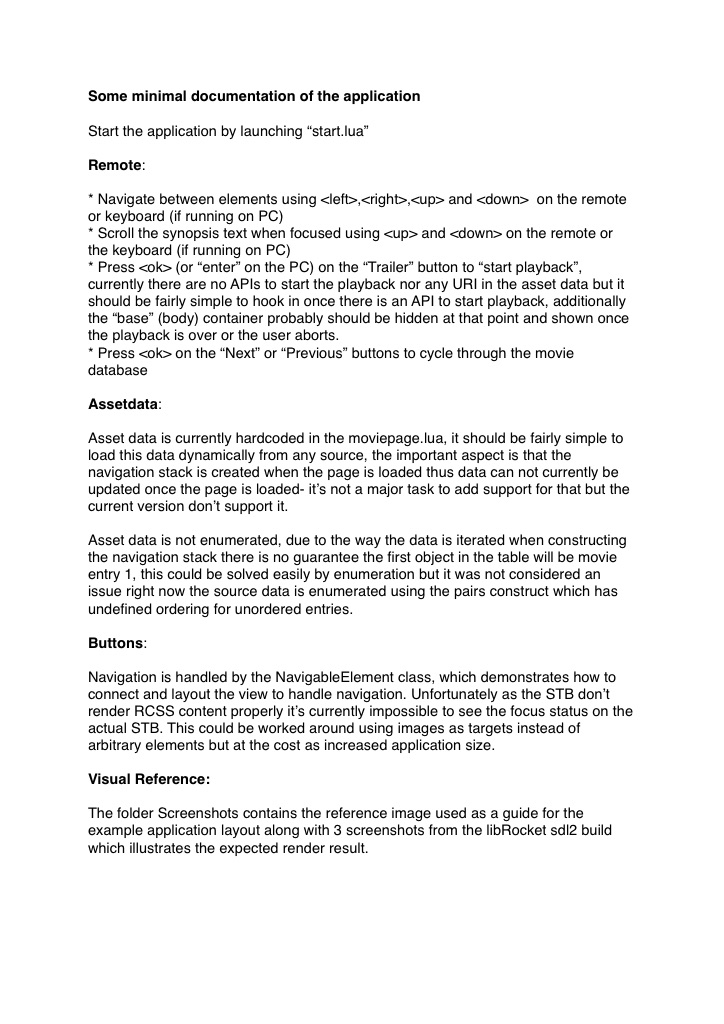 Some minimal documentation of the application
Start the application by launching “start.lua”
Remote:
* Navigate between elements using <left>,<right>,<up> and <down>  on the remote
or keyboard (if running on PC)
* Scroll the synopsis text when focused using <up> and <down> on the remote or
the keyboard (if running on PC)
* Press <ok> (or “enter” on the PC) on the “Trailer” button to “start playback”,
currently there are no APIs to start the playback nor any URI in the asset data but it
should be fairly simple to hook in once there is an API to start playback, additionally
the “base” (body) container probably should be hidden at that point and shown once
the playback is over or the user aborts.
* Press <ok> on the “Next” or “Previous” buttons to cycle through the movie
database
Assetdata:
Asset data is currently hardcoded in the moviepage.lua, it should be fairly simple to
load this data dynamically from any source, the important aspect is that the
navigation stack is created when the page is loaded thus data can not currently be
updated once the page is loaded- it’s not a major task to add support for that but the
current version don’t support it.
Asset data is not enumerated, due to the way the data is iterated when constructing
the navigation stack there is no guarantee the first object in the table will be movie
entry 1, this could be solved easily by enumeration but it was not considered an
issue right now the source data is enumerated using the pairs construct which has
undefined ordering for unordered entries.
Buttons:
Navigation is handled by the NavigableElement class, which demonstrates how to
connect and layout the view to handle navigation. Unfortunately as the STB don’t
render RCSS content properly it’s currently impossible to see the focus status on the
actual STB. This could be worked around using images as targets instead of
arbitrary elements but at the cost as increased application size.
Visual Reference:
The folder Screenshots contains the reference image used as a guide for the
example application layout along with 3 screenshots from the libRocket sdl2 build
which illustrates the expected render result.